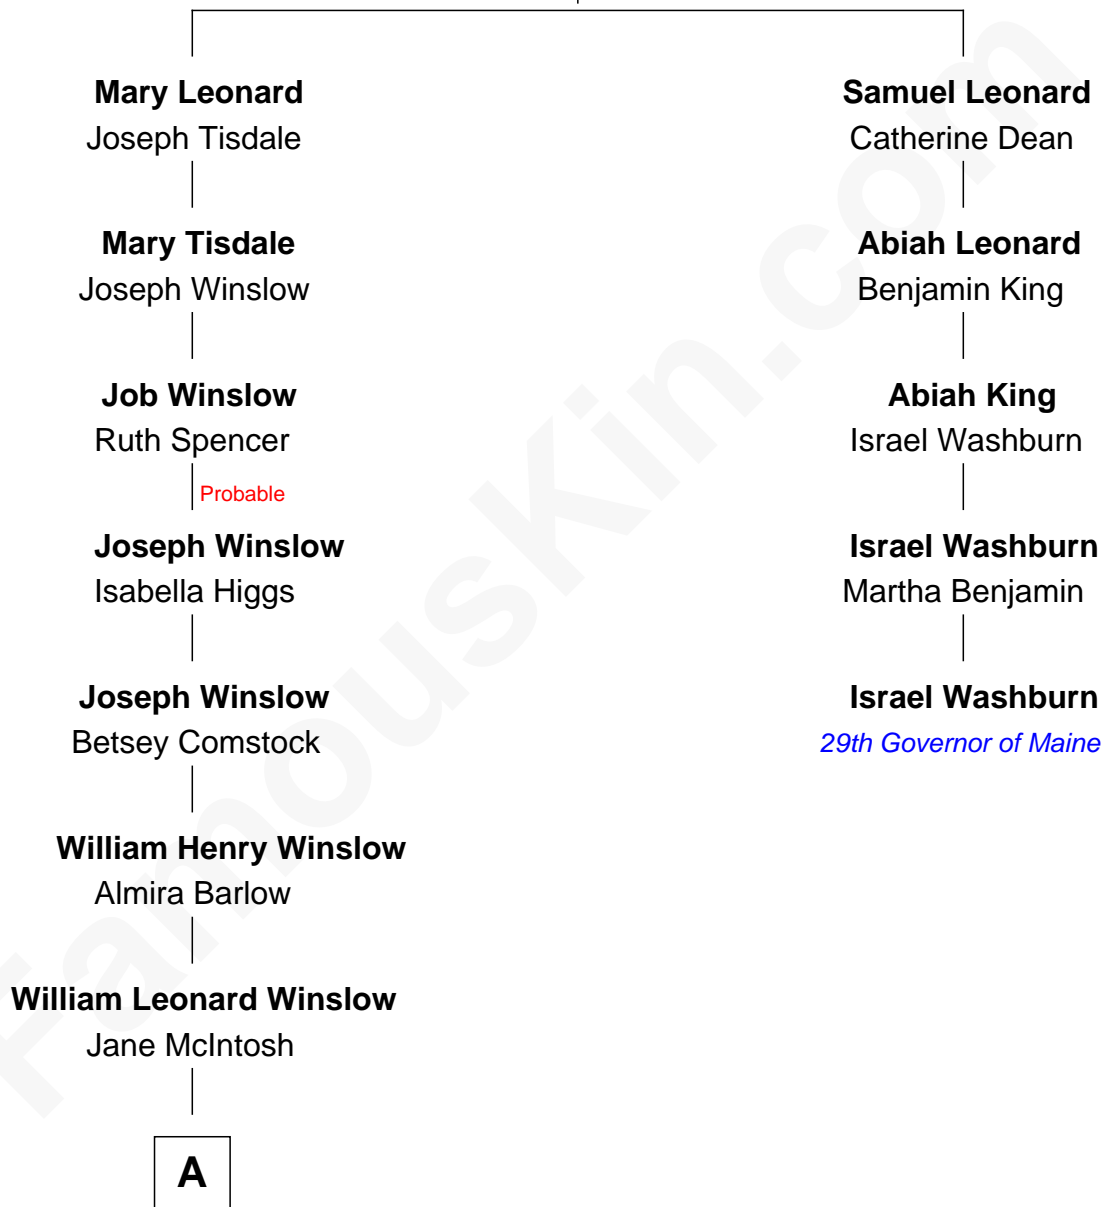 Mary Leonard
Joseph Tisdale
Mary Tisdale
Joseph Winslow
Job Winslow
Ruth Spencer
Probable
Joseph Winslow
Isabella Higgs
Joseph Winslow
Betsey Comstock
William Henry Winslow
Almira Barlow
William Leonard Winslow
Jane McIntosh
A
Samuel Leonard
Catherine Dean
Abiah Leonard
Benjamin King
Abiah King
Israel Washburn
Israel Washburn
Martha Benjamin
Israel Washburn
29th Governor of Maine
FamousKin.com